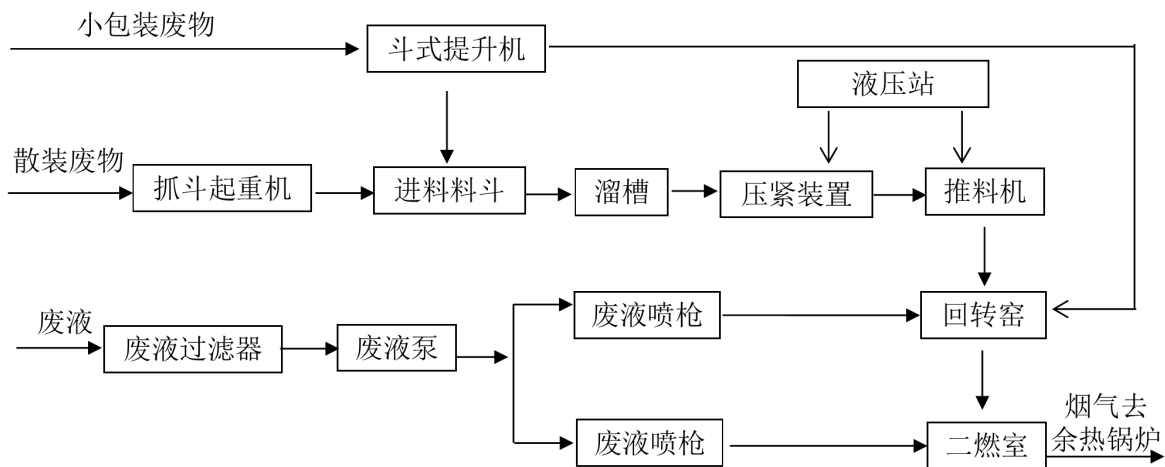 小包装废物
斗式提升机
液压站
散装废物
抓斗起重机
进料料斗
溜槽
压紧装置
推料机
废液
废液过滤器
废液泵
废液喷枪
回转窑
废液喷枪
二燃室
烟气去
余热锅炉